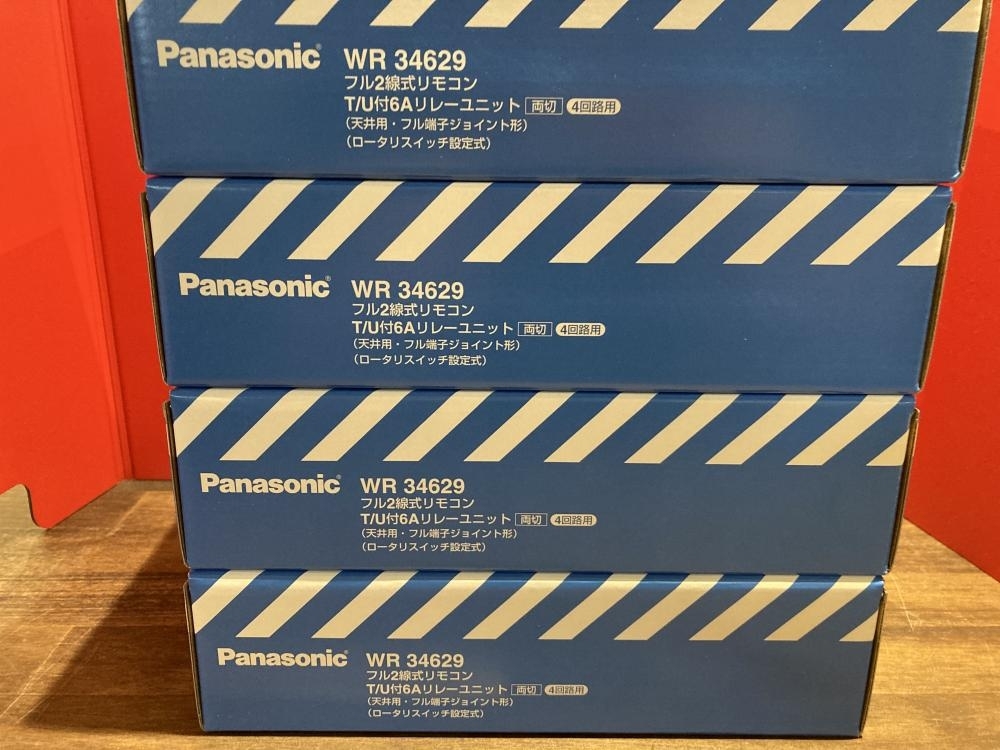 Panasonic WR 34629
フル2線式リモコン
T/U付6Aリレーユニット 両切 4回路用
（天井用・フル端子ジョイント形）
（ロータリスイッチ設定式）
Panasonic WR 34629
フル2線式リモコン
T/U付6Aリレーユニット 両切 4回路用
（天井用・フル端子ジョイント形）
（ロータリスイッチ設定式）
Panasonic WR 34629
フル2線式リモコン
T/U付6Aリレーユニット 両切 4回路用
（天井用・フル端子ジョイント形）
（ロータリスイッチ設定式）
Panasonic WR 34629
フル2線式リモコン
T/U付6Aリレーユニット 両切 4回路用
（天井用・フル端子ジョイント形）
（ロータリスイッチ設定式）